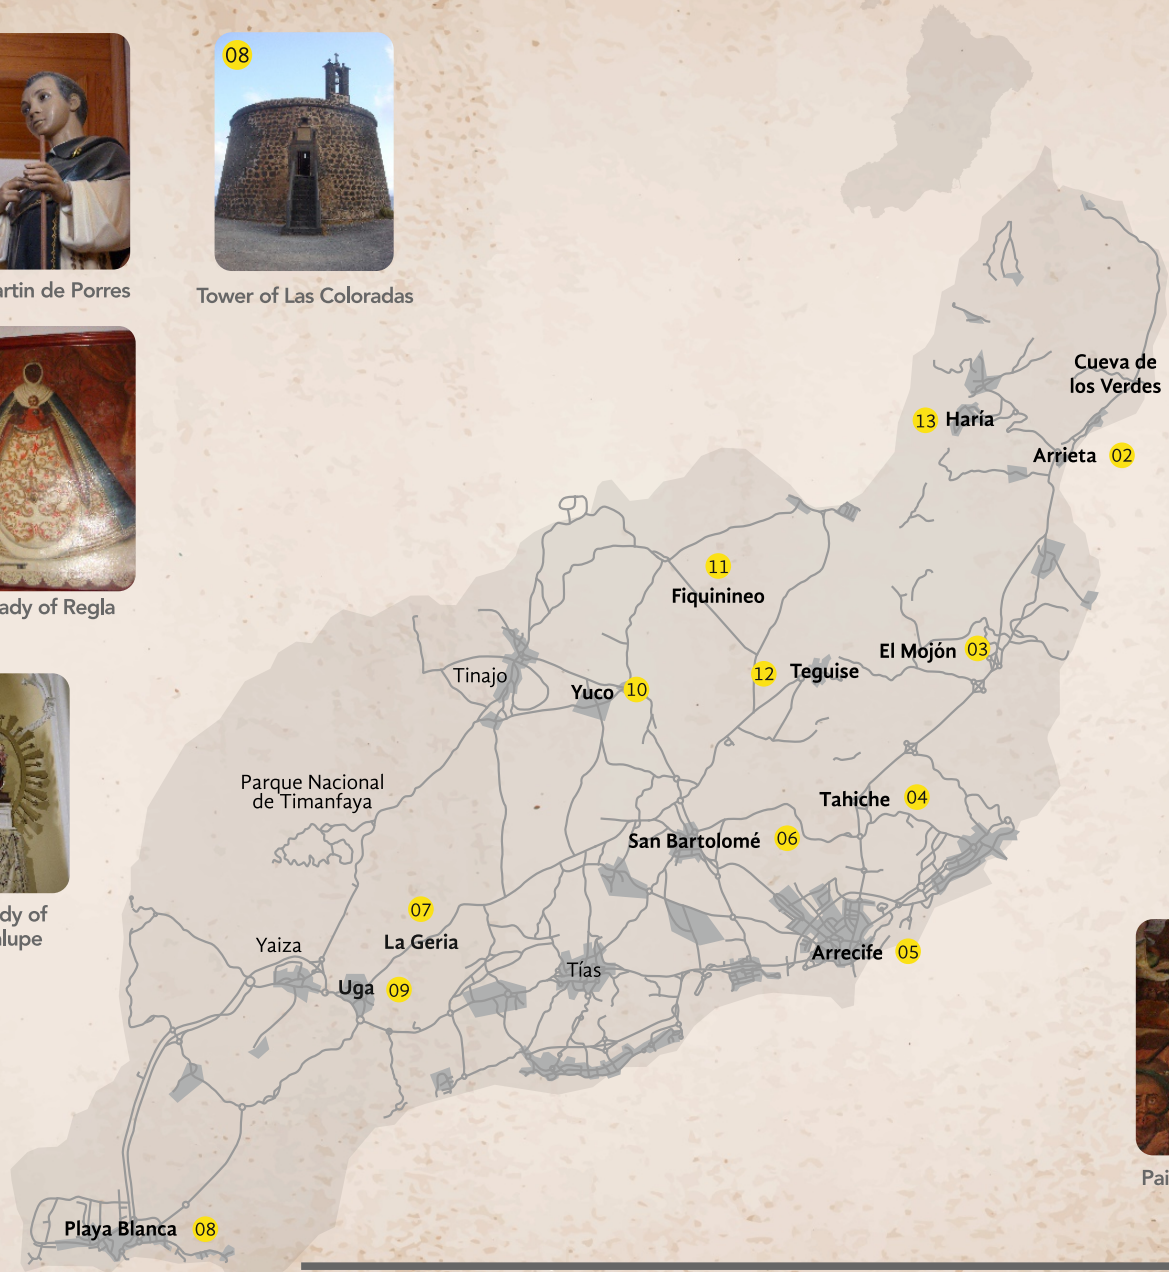 08
artin de Porres
Tower of Las Coloradas
Cueva de
los Verdes
13 Haría
Arrieta 02
11
Fiquinineo
ady of Regla
El Mojón 03
12 Teguise
Tinajo
Yuco 10
Parque Nacional
de Timanfaya
Tahiche 04
San Bartolomé 06
07
La Geria
dy of
alupe
Yaiza
Arrecife 05
Tías
Uga 09
Pai
Playa Blanca 08